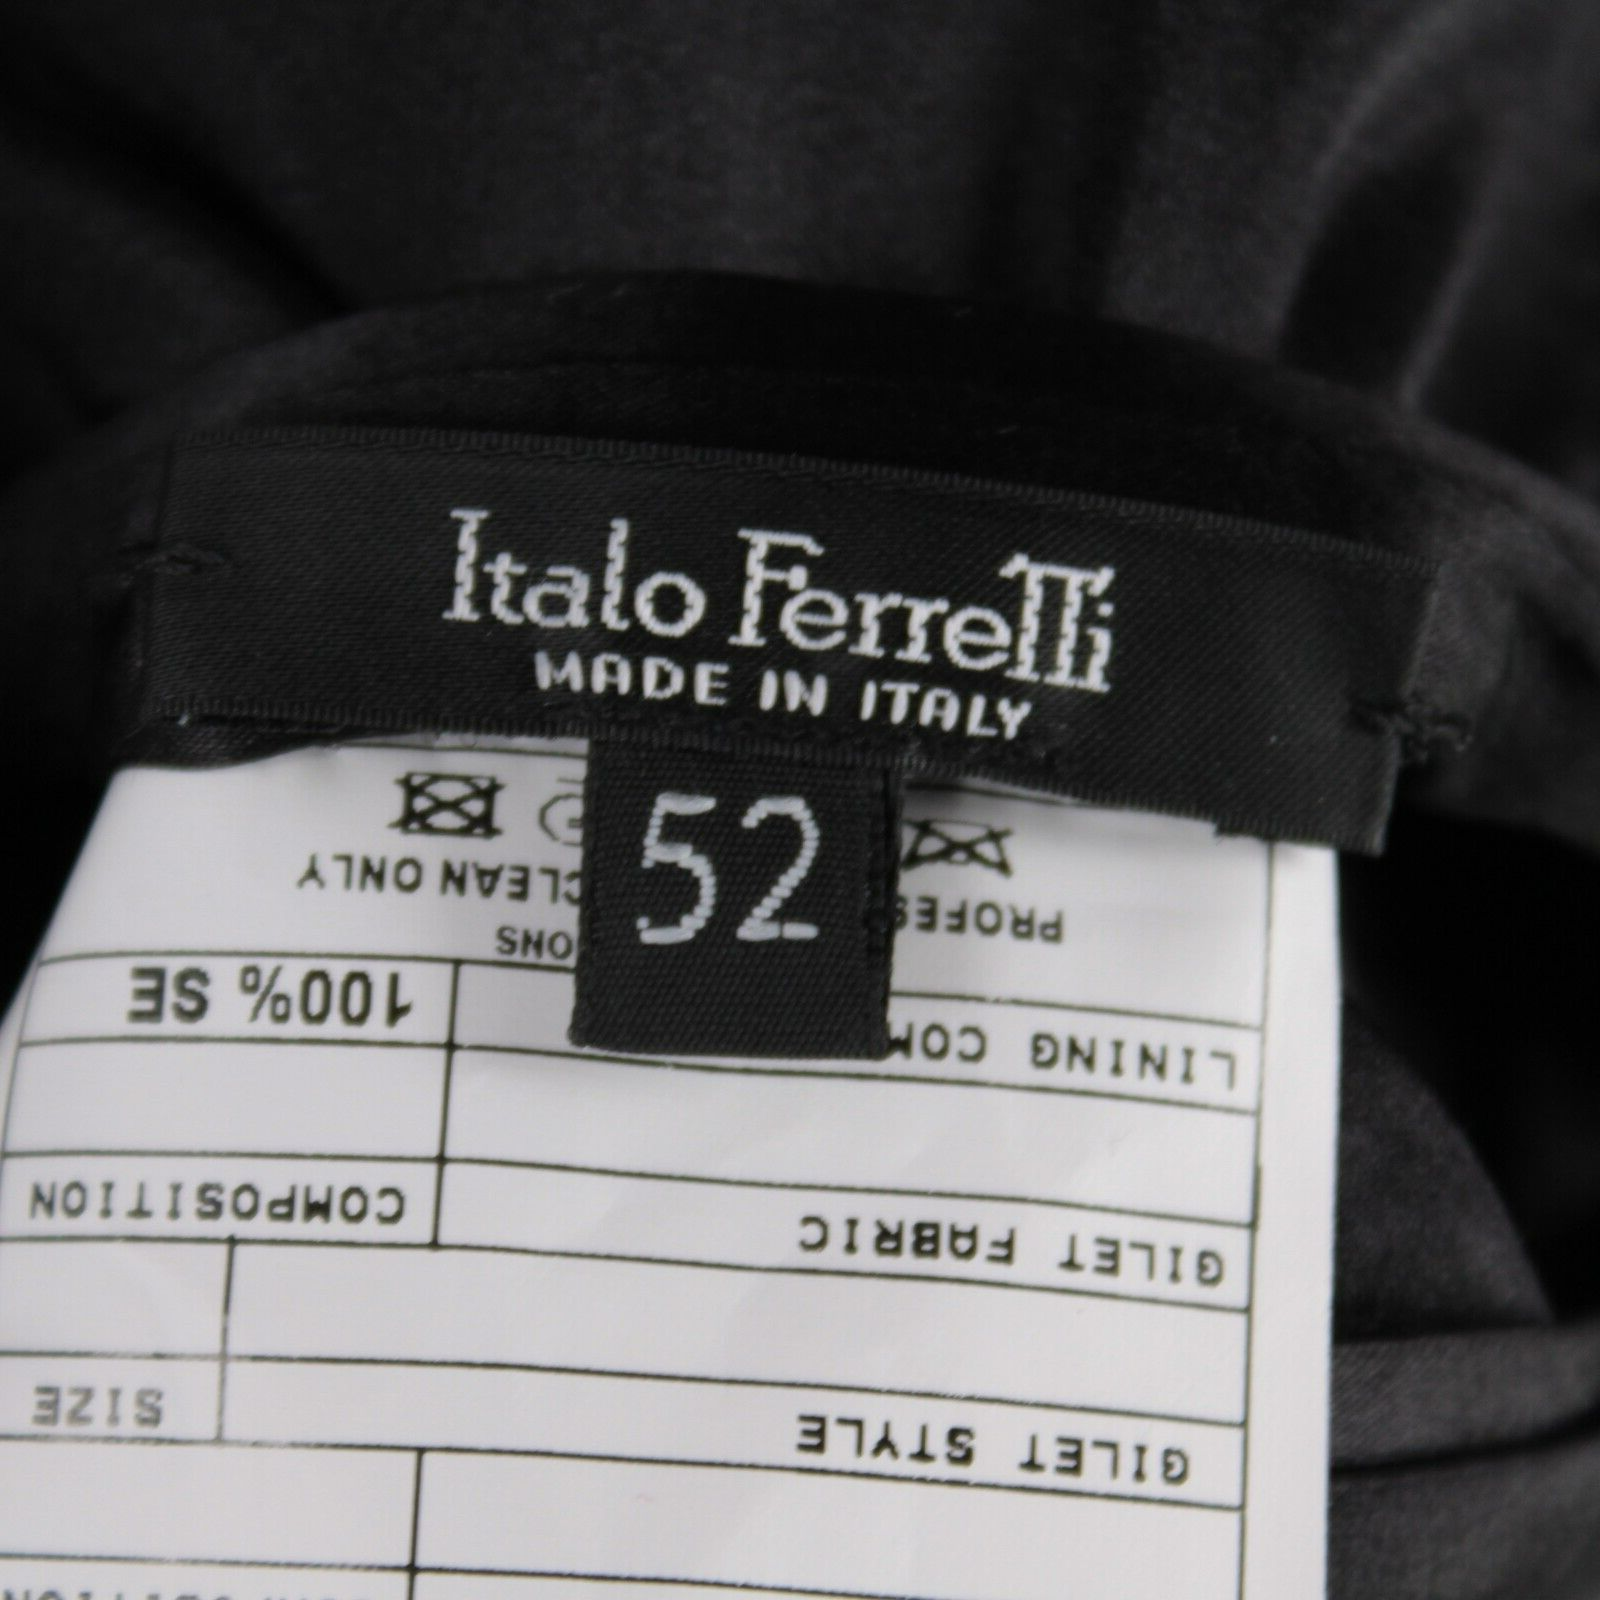 Italo Ferrelli
MADE IN ITALY
52
SIZE
GILET STYLE
COMPOSITION
GILET FABRIC
100% SE
LINING COM
ONS
PROFES
CLEAN ONLY